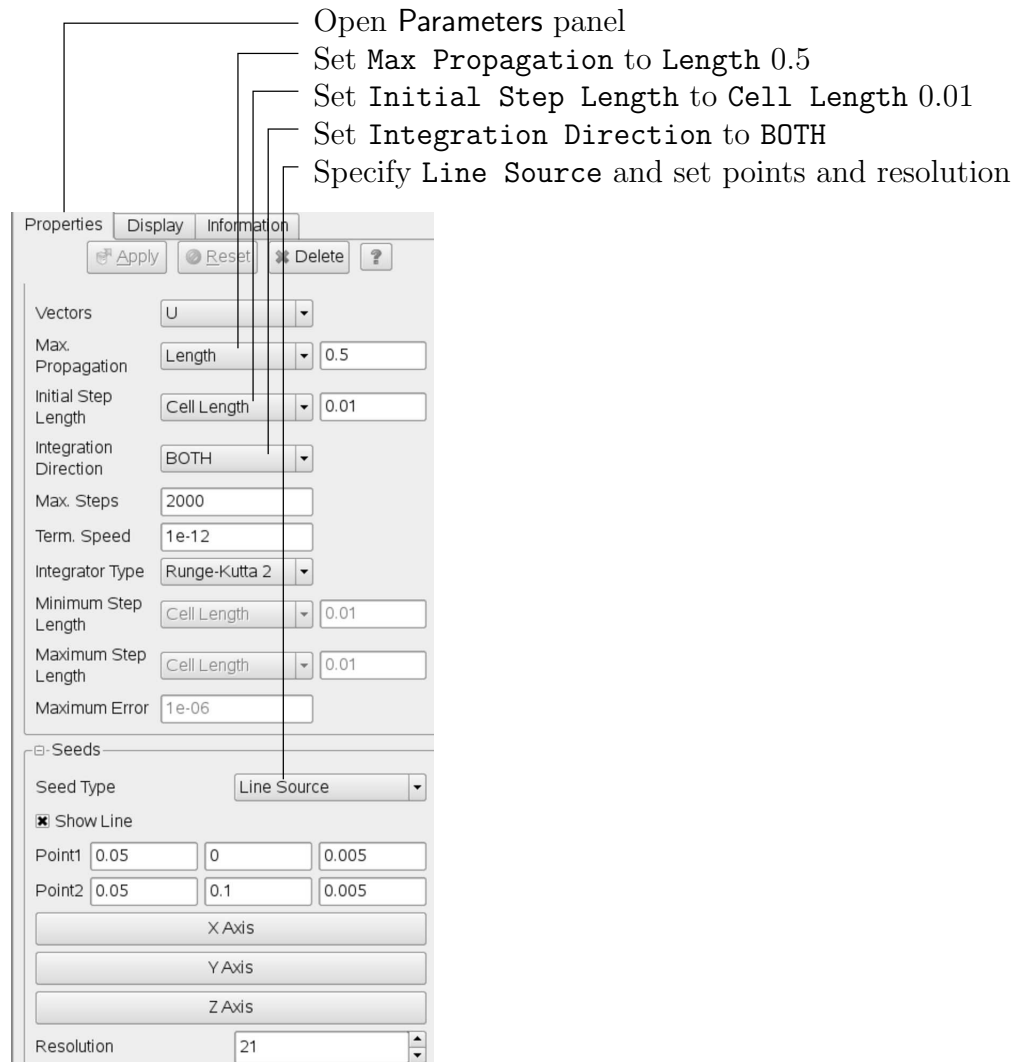 Open Parameters panel
Set Max Propagation to Length 0.5
Set Initial Step Length to Cell Length 0.01
Set Integration Direction to BOTH
Specify Line Source and set points and resolution
Properties Display Information
Apply Reset Delete ?
Vectors U
Max.
Propagation Length 0.5
Initial Step
Length Cell Length 0.01
Integration
Direction BOTH
Max. Steps 2000
Term. Speed 1e-12
Integrator Type Runge-Kutta 2
Minimum Step
Length Cell Length 0.01
Maximum Step
Length Cell Length 0.01
Maximum Error 1e-06
Seeds
Seed Type Line Source
Show Line
Point1 0.05 0 0.005
Point2 0.05 0.1 0.005
X Axis
Y Axis
Z Axis
Resolution 21